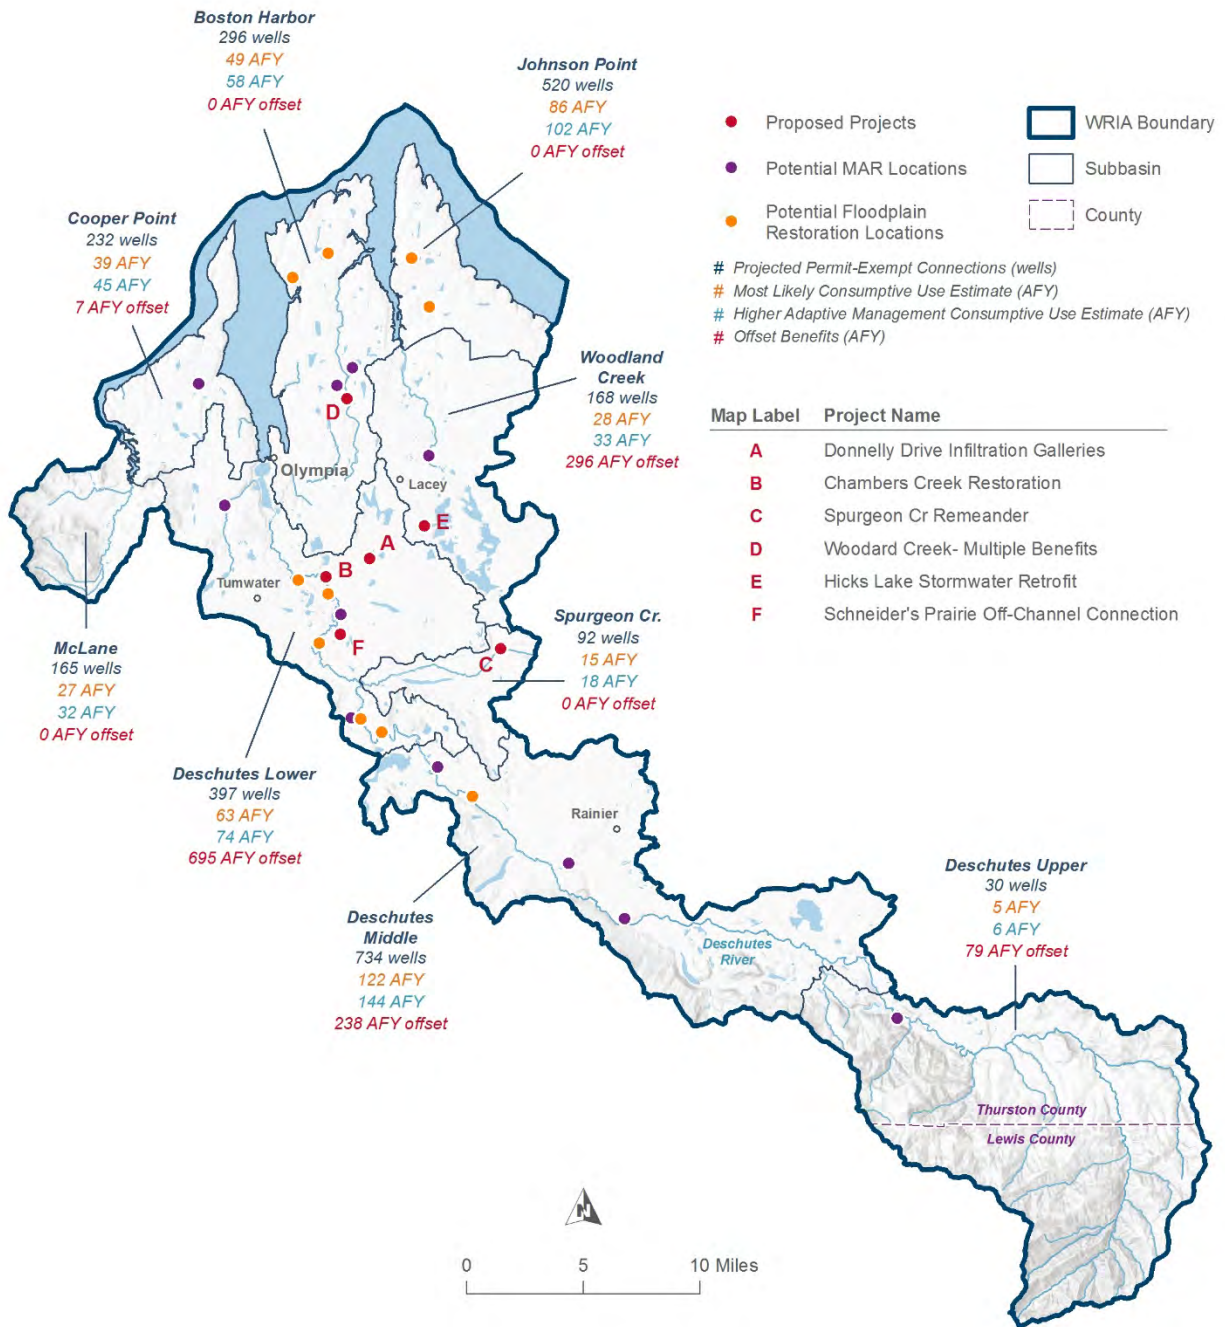 Boston Harbor
296 wells
49 AFY
58 AFY
0 AFY offset
Johnson Point
520 wells
86 AFY
102 AFY
0 AFY offset
Proposed Projects
WRIA Boundary
Potential MAR Locations
Subbasin
Potential Floodplain
Restoration Locations
County
# Projected Permit-Exempt Connections (wells)
# Most Likely Consumptive Use Estimate (AFY)
# Higher Adaptive Management Consumptive Use Estimate (AFY)
# Offset Benefits (AFY)
Cooper Point
232 wells
39 AFY
45 AFY
7 AFY offset
Woodland
Creek
168 wells
28 AFY
33 AFY
296 AFY offset
Map Label Project Name
A Donnelly Drive Infiltration Galleries
B Chambers Creek Restoration
C Spurgeon Cr Remeander
D Woodard Creek- Multiple Benefits
E Hicks Lake Stormwater Retrofit
F Schneider's Prairie Off-Channel Connection
D
Olympia
Lacey
E
A
B
Tumwater
F
C
McLane
165 wells
27 AFY
32 AFY
0 AFY offset
Spurgeon Cr.
92 wells
15 AFY
18 AFY
0 AFY offset
Deschutes Lower
397 wells
63 AFY
74 AFY
695 AFY offset
Rainier
Deschutes
Middle
734 wells
122 AFY
144 AFY
238 AFY offset
Deschutes Upper
30 wells
5 AFY
6 AFY
79 AFY offset
Deschutes
River
Thurston County
Lewis County
N
0 5 10 Miles